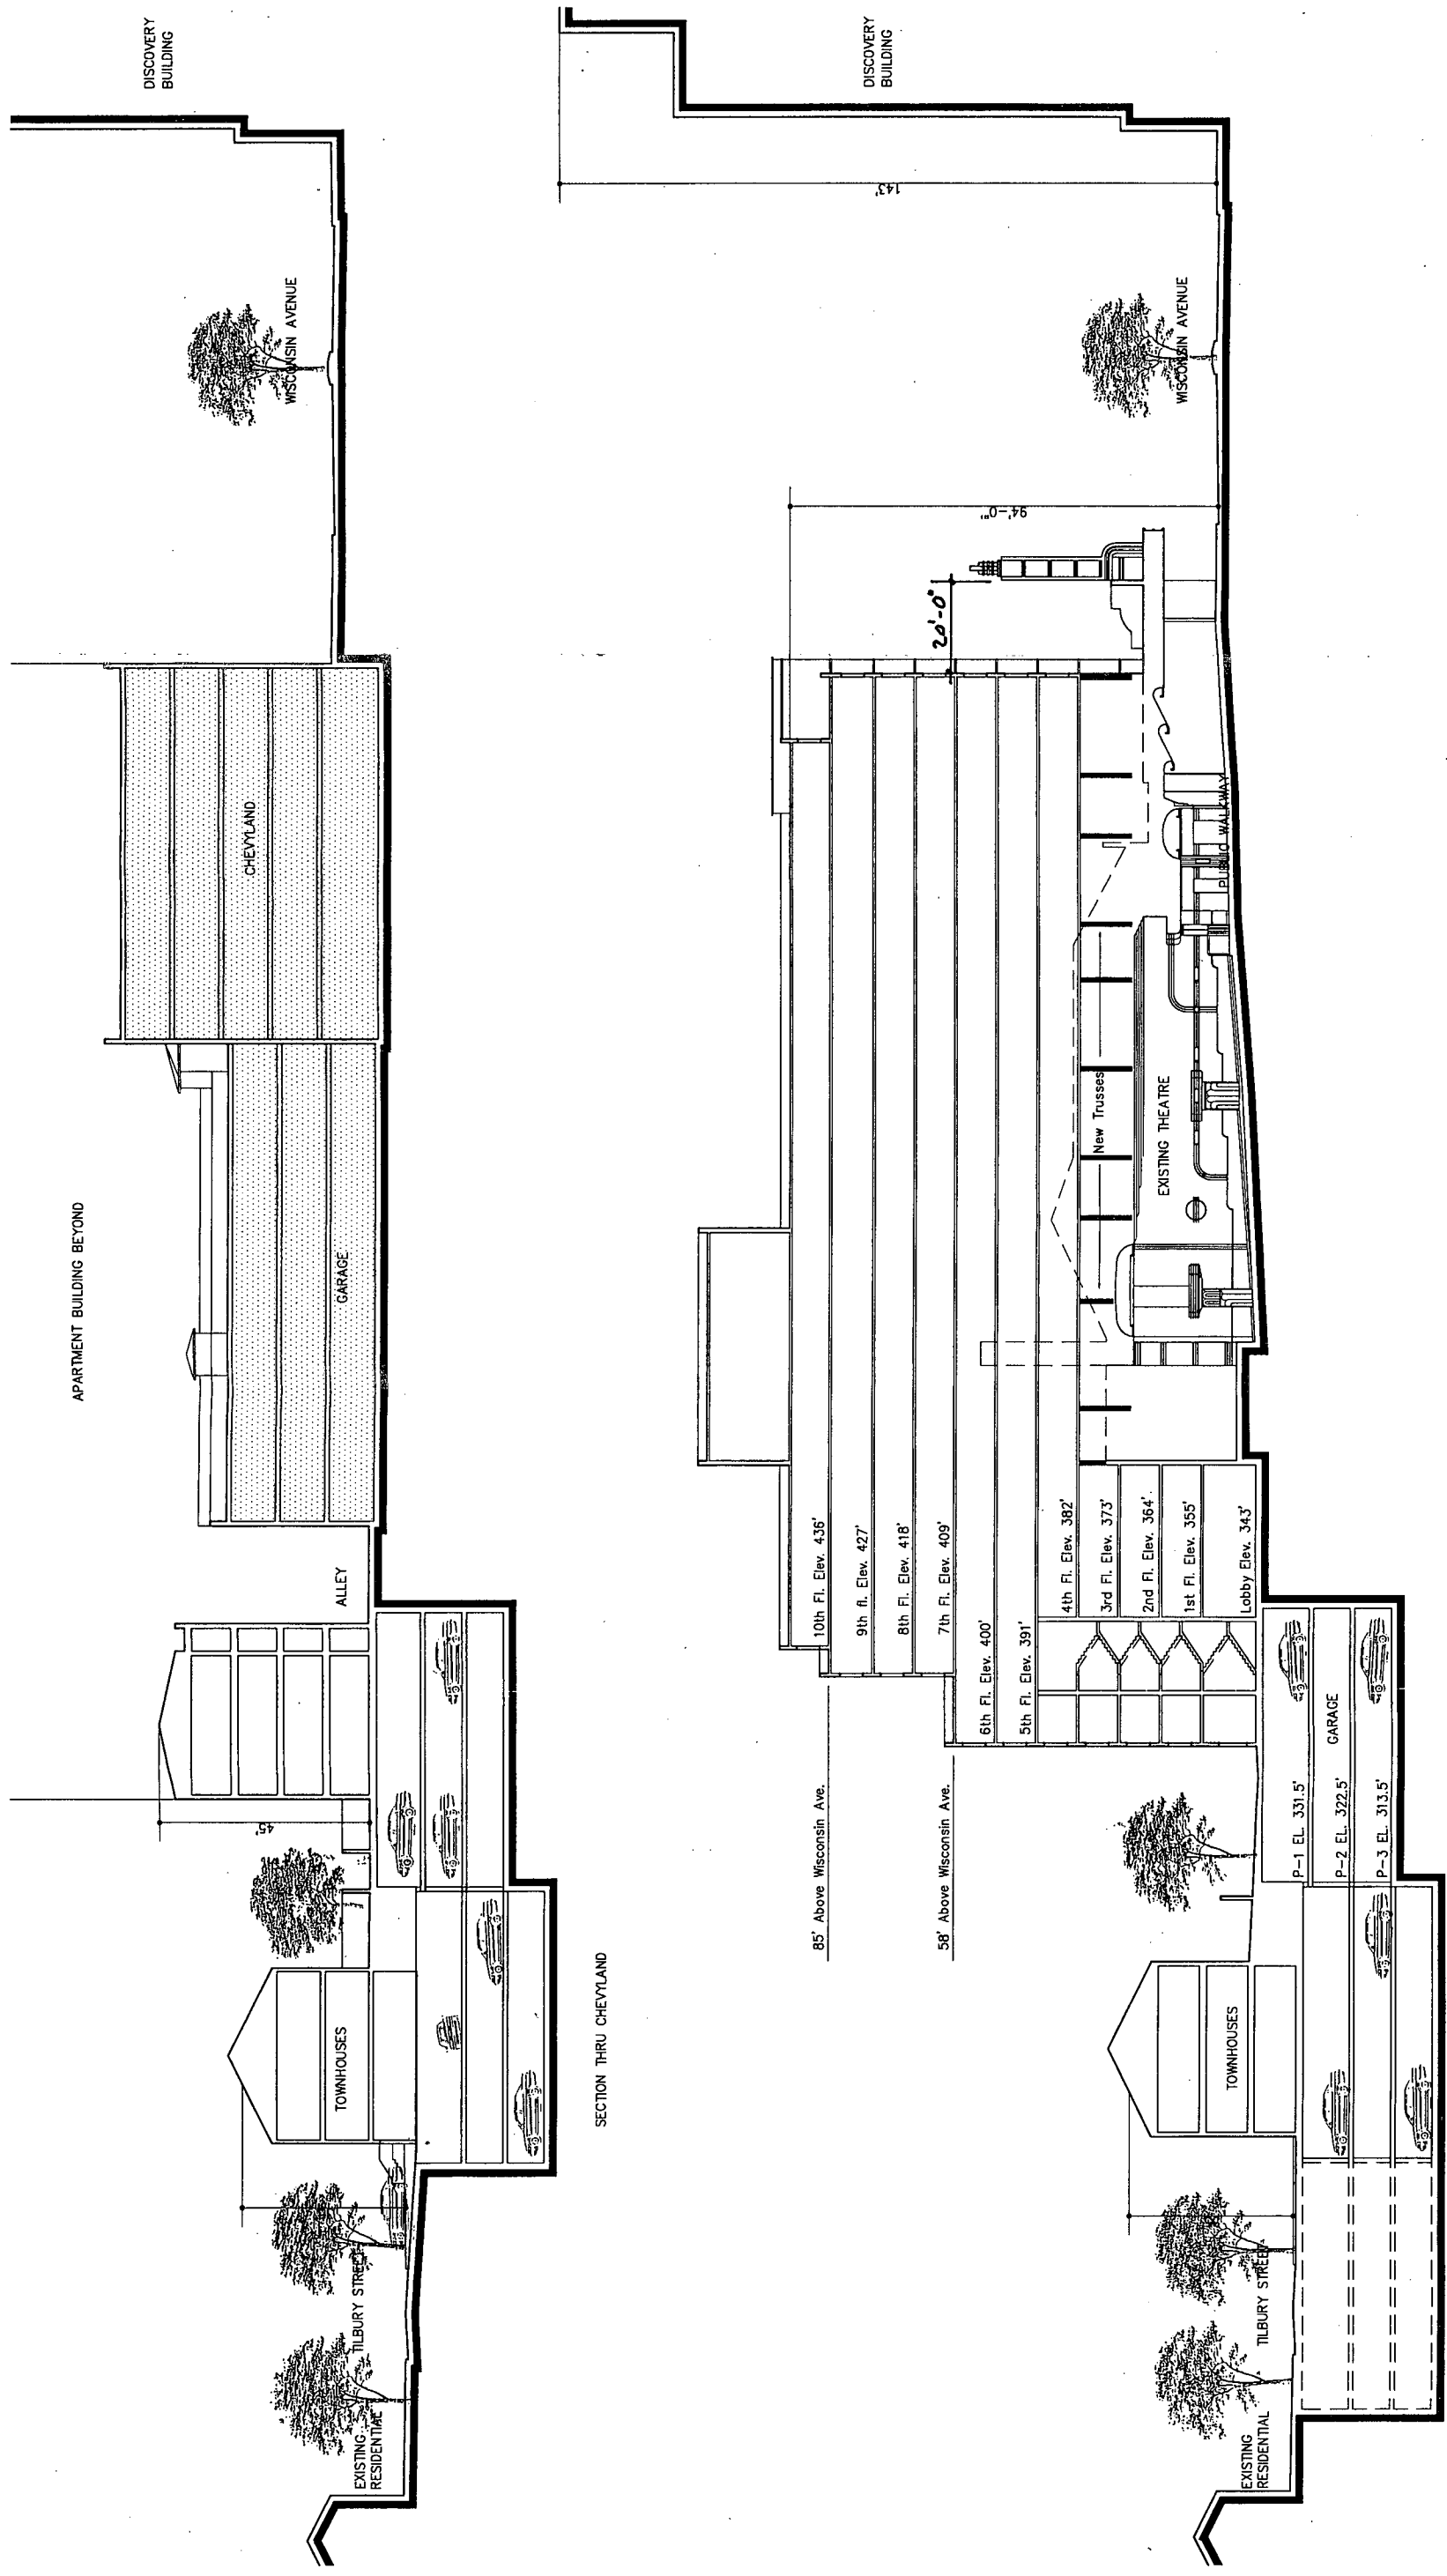 APARTMENT BUILDING BEYOND
DISCOVERY
BUILDING
CHEVYLAND
WISCONSIN AVENUE
GARAGE
ALLEY
45'
TOWNHOUSES
TILBURY STREET
EXISTING
RESIDENTIAL
SECTION THRU CHEVYLAND
DISCOVERY
BUILDING
143'
94'-0"
20'-0"
WISCONSIN AVENUE
85' Above Wisconsin Ave.
58' Above Wisconsin Ave.
10th Fl. Elev. 436'
9th fl. Elev. 427'
8th Fl. Elev. 418'
7th Fl. Elev. 409'
6th Fl. Elev. 400'
5th Fl. Elev. 391'
4th Fl. Elev. 382'
3rd Fl. Elev. 373'
2nd Fl. Elev. 364'
1st Fl. Elev. 355'
Lobby Elev. 343'
New Trusses
EXISTING THEATRE
PUBLIC WALKWAY
P-1 EL. 331.5'
GARAGE
P-2 EL. 322.5'
P-3 EL. 313.5'
TOWNHOUSES
TILBURY STREET
EXISTING
RESIDENTIAL